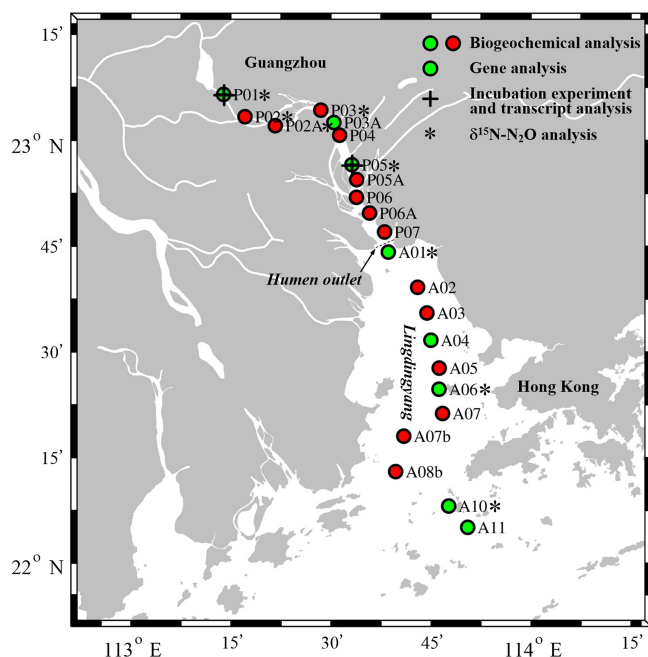 15’
Guangzhou
Biogeochemical analysis
Gene analysis
Incubation experiment
and transcript analysis
* δ¹⁵N-N₂O analysis
P01*
P02*
P02A*
P03*
P03A
P04
23° N
P05*
P05A
P06
P06A
P07
45’
A01*
Humen outlet
A02
A03
30’
A04
Lingdingyang
A05
Hong Kong
A06*
A07
A07b
15’
A08b
A10*
A11
22° N
113° E
15’
30’
45’
114° E
15’